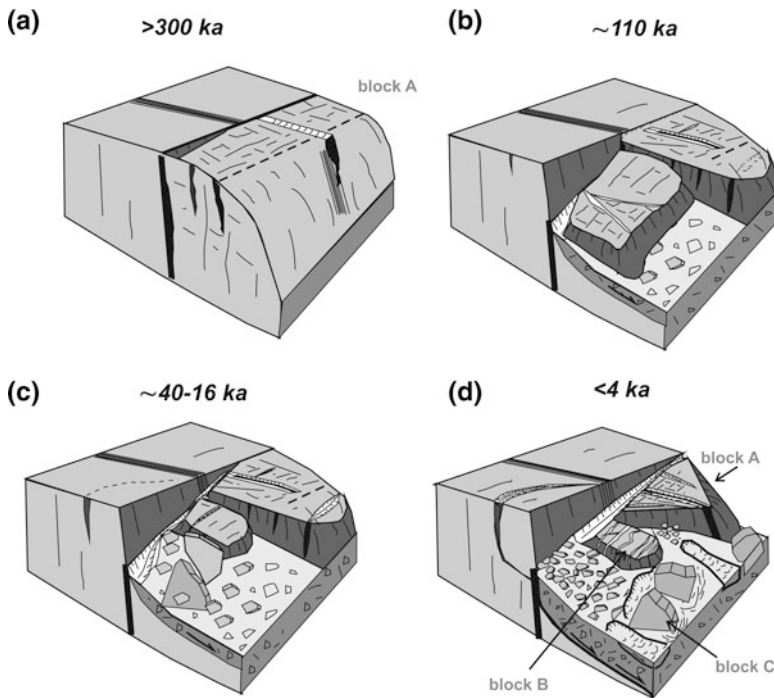 (a)
>300 ka
block A
(b)
~110 ka
(c)
~40-16 ka
(d)
<4 ka
block A
block B
block C